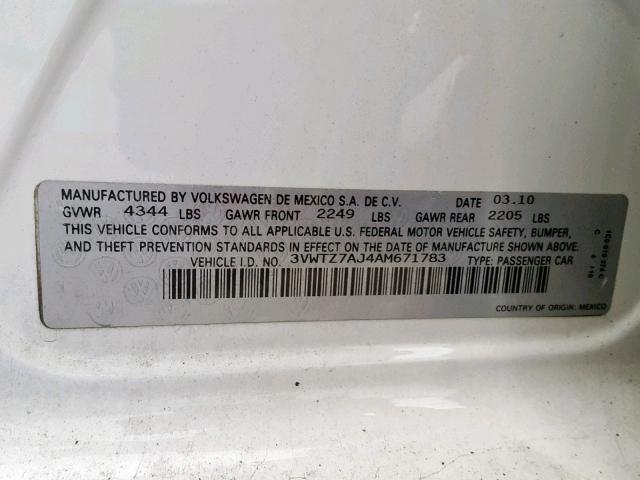 MANUFACTURED BY VOLKSWAGEN DE MEXICO S.A. DE C.V. DATE 03.10
GVWR 4344 LBS GAWR FRONT 2249 LBS GAWR REAR 2205 LBS
THIS VEHICLE CONFORMS TO ALL APPLICABLE U.S. FEDERAL MOTOR VEHICLE SAFETY, BUMPER,
AND THEFT PREVENTION STANDARDS IN EFFECT ON THE DATE OF MANUFACTURE SHOWN ABOVE.
VEHICLE I.D. NO. 3VWTZ7AJ4AM671783 TYPE: PASSENGER CAR
COUNTRY OF ORIGIN: MEXICO